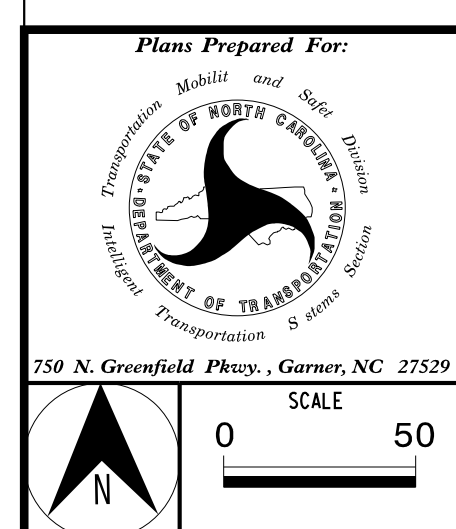 Plans Prepared For:
Transportation Mobilit and Safet Division
STATE OF NORTH CAROLINA
DEPARTMENT OF TRANSPORTATION
Intelligent Transportation S stems Section
750 N. Greenfield Pkwy. , Garner, NC 27529
SCALE
0 50
N